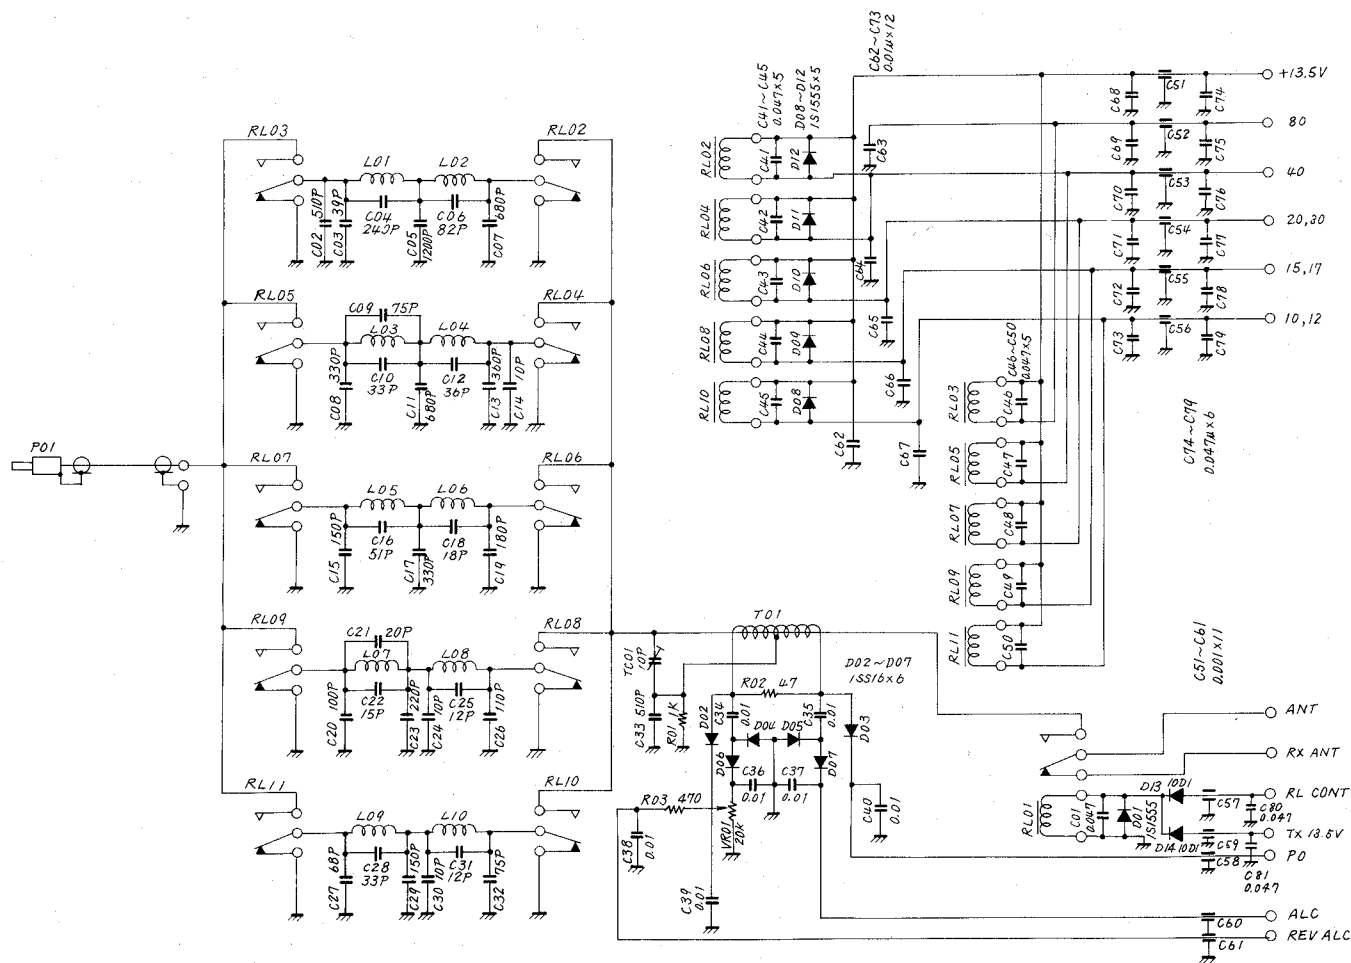 C62~C73
0.01μ×12
C41~C45
0.047×5
D08~D12
1S1555×5
+13.5V
C68
C51
C74
RL03
RL02
L01
L02
RL02
C41
D12
C63
80
C69
C52
C75
C02 510P
C03 39P
C04
240P
C05
1200P
C06
82P
C07 680P
RL04
C42
D11
C64
40
C70
C53
C76
20,30
C71
C54
C77
RL05
RL04
C09 75P
L03
L04
RL06
C43
D10
C65
15,17
C72
C55
C78
C08 330P
C10
33P
C11
680P
C12
36P
C13 360P
C14 10P
RL08
C44
D09
C66
10,12
C73
C56
C79
C46~C50
0.047×5
RL10
C45
D08
C62
C67
RL03
C46
C74~C79
0.047μ×6
P01
RL07
RL06
L05
L06
RL05
C47
C15 150P
C16
51P
C17
330P
C18
18P
C19 180P
RL07
C48
RL09
C49
RL09
RL08
C21 20P
L07
L08
T01
RL11
C50
C51~C61
0.001×11
C20 100P
C22
15P
C23 220P
C24 10P
C25
12P
C26 110P
TC01
10P
C33 510P
R01 1K
D02
R02 47
C34
0.01
C35
0.01
D02~D07
1SS16×6
D03
D04 D05
D06
D07
C36
0.01
C37
0.01
C40
0.01
ANT
RX ANT
RL11
RL10
L09
L10
R03 470
VR01
20K
C38
0.01
C39
0.01
RL01
C01
0.047
D01
1S1555
D13 10D1
D14 10D1
C57
C80
0.047
RL CONT
C59
TX 13.5V
C58
PO
C81
0.047
C27 68P
C28
33P
C29 150P
C30 10P
C31
12P
C32 75P
ALC
C60
REV ALC
C61